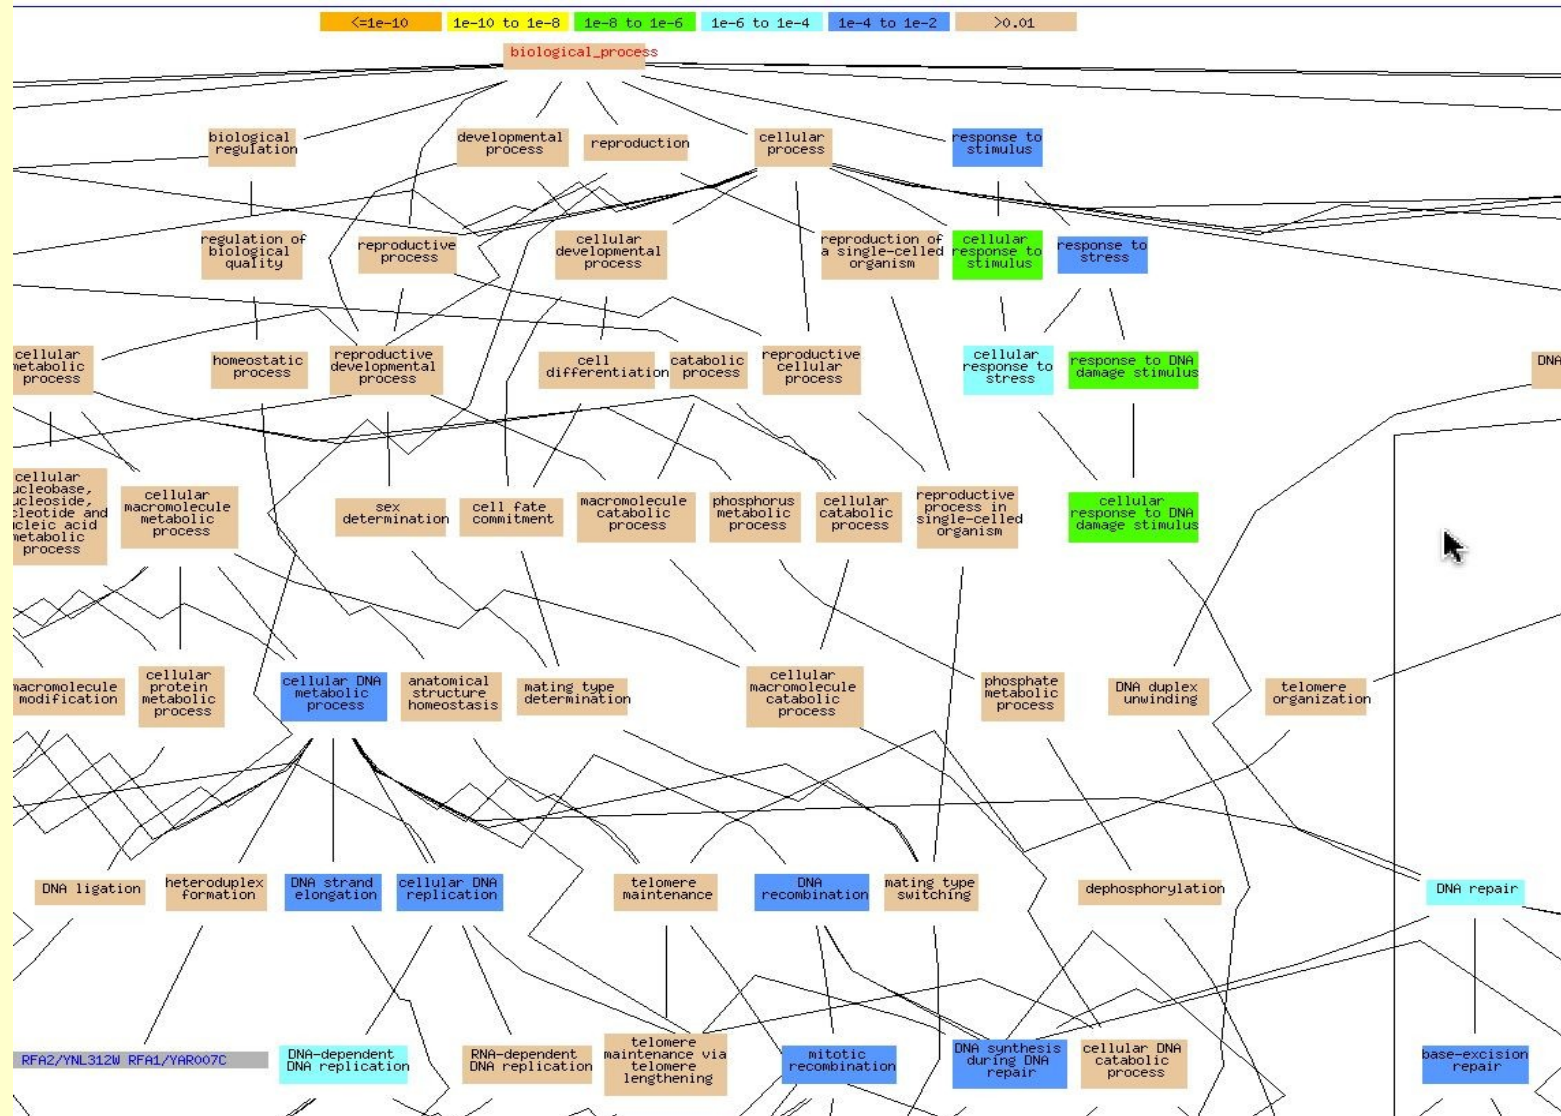 <=1e-10
1e-10 to 1e-8
1e-8 to 1e-6
1e-6 to 1e-4
1e-4 to 1e-2
>0.01
biological_process
biological
regulation
developmental
process
reproduction
cellular
process
response to
stimulus
regulation of
biological
quality
reproductive
process
cellular
developmental
process
reproduction of
a single-celled
organism
cellular
response to
stimulus
response to
stress
cellular
metabolic
process
homeostatic
process
reproductive
developmental
process
cell
differentiation
catabolic
process
reproductive
cellular
process
cellular
response to
stress
response to DNA
damage stimulus
DNA
cellular
ucleobase,
ucleoside,
cleotide and
cleic acid
metabolic
process
cellular
macromolecule
metabolic
process
sex
determination
cell fate
commitment
macromolecule
catabolic
process
phosphorus
metabolic
process
cellular
catabolic
process
reproductive
process in
single-celled
organism
cellular
response to DNA
damage stimulus
macromolecule
modification
cellular
protein
metabolic
process
cellular DNA
metabolic
process
anatomical
structure
homeostasis
mating type
determination
cellular
macromolecule
catabolic
process
phosphate
metabolic
process
DNA duplex
unwinding
telomere
organization
DNA ligation
heteroduplex
formation
DNA strand
elongation
cellular DNA
replication
telomere
maintenance
DNA
recombination
mating type
switching
dephosphorylation
DNA repair
RFA2/YNL312W RFA1/YAR007C
DNA-dependent
DNA replication
RNA-dependent
DNA replication
telomere
maintenance via
telomere
lengthening
mitotic
recombination
DNA synthesis
during DNA
repair
cellular DNA
catabolic
process
base-excision
repair